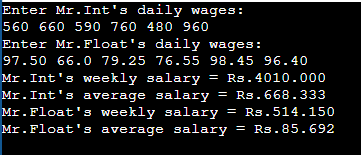 Enter Mr.Int's daily wages:
560 660 590 760 480 960
Enter Mr.Float's daily wages:
97.50 66.0 79.25 76.55 98.45 96.40
Mr.Int's weekly salary = Rs.4010.000
Mr.Int's average salary = Rs.668.333
Mr.Float's weekly salary = Rs.514.150
Mr.Float's average salary = Rs.85.692